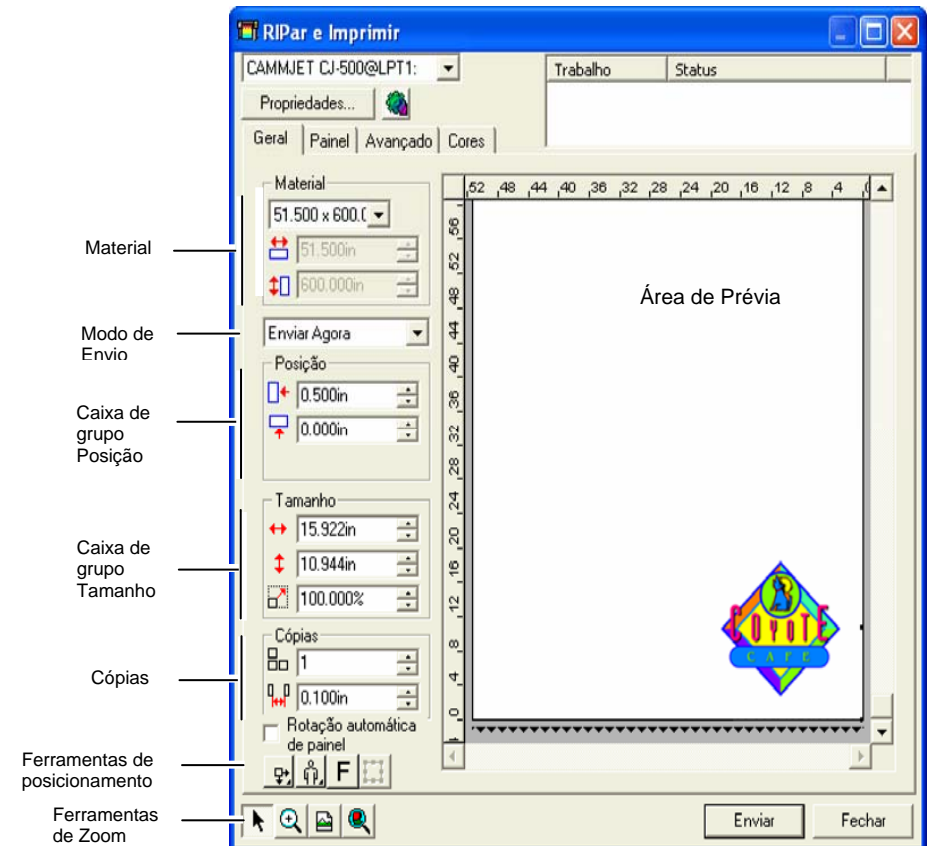 RIPar e Imprimir
CAMMJET CJ-500@LPT1:
Trabalho Status
Propriedades...
Geral Painel Avançado Cores
Material
51.500 x 600.(
51.500in
600.000in
Material
Enviar Agora
Modo de
Envio
Posição
0.500in
0.000in
Caixa de
grupo
Posição
Tamanho
15.922in
10.944in
100.000%
Caixa de
grupo
Tamanho
Cópias
1
0.100in
Cópias
Rotação automática
de painel
F
Ferramentas de
posicionamento
Ferramentas
de Zoom
52 48 44 40 36 32 28 24 20 16 12 8 4 0
56
52
48
44
40
36
32
28
24
20
16
12
8
4
0
Área de Prévia
COYOTE
CAFE
Enviar Fechar